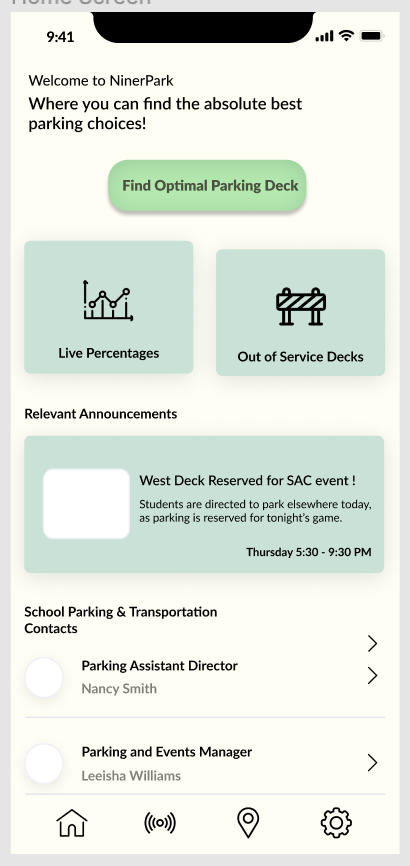 Home Screen
9:41
Welcome to NinerPark
Where you can find the absolute best
parking choices!
Find Optimal Parking Deck
Live Percentages
Out of Service Decks
Relevant Announcements
West Deck Reserved for SAC event !
Students are directed to park elsewhere today,
as parking is reserved for tonight's game.
Thursday 5:30 - 9:30 PM
School Parking & Transportation
Contacts
Parking Assistant Director
Nancy Smith
Parking and Events Manager
Leeisha Williams